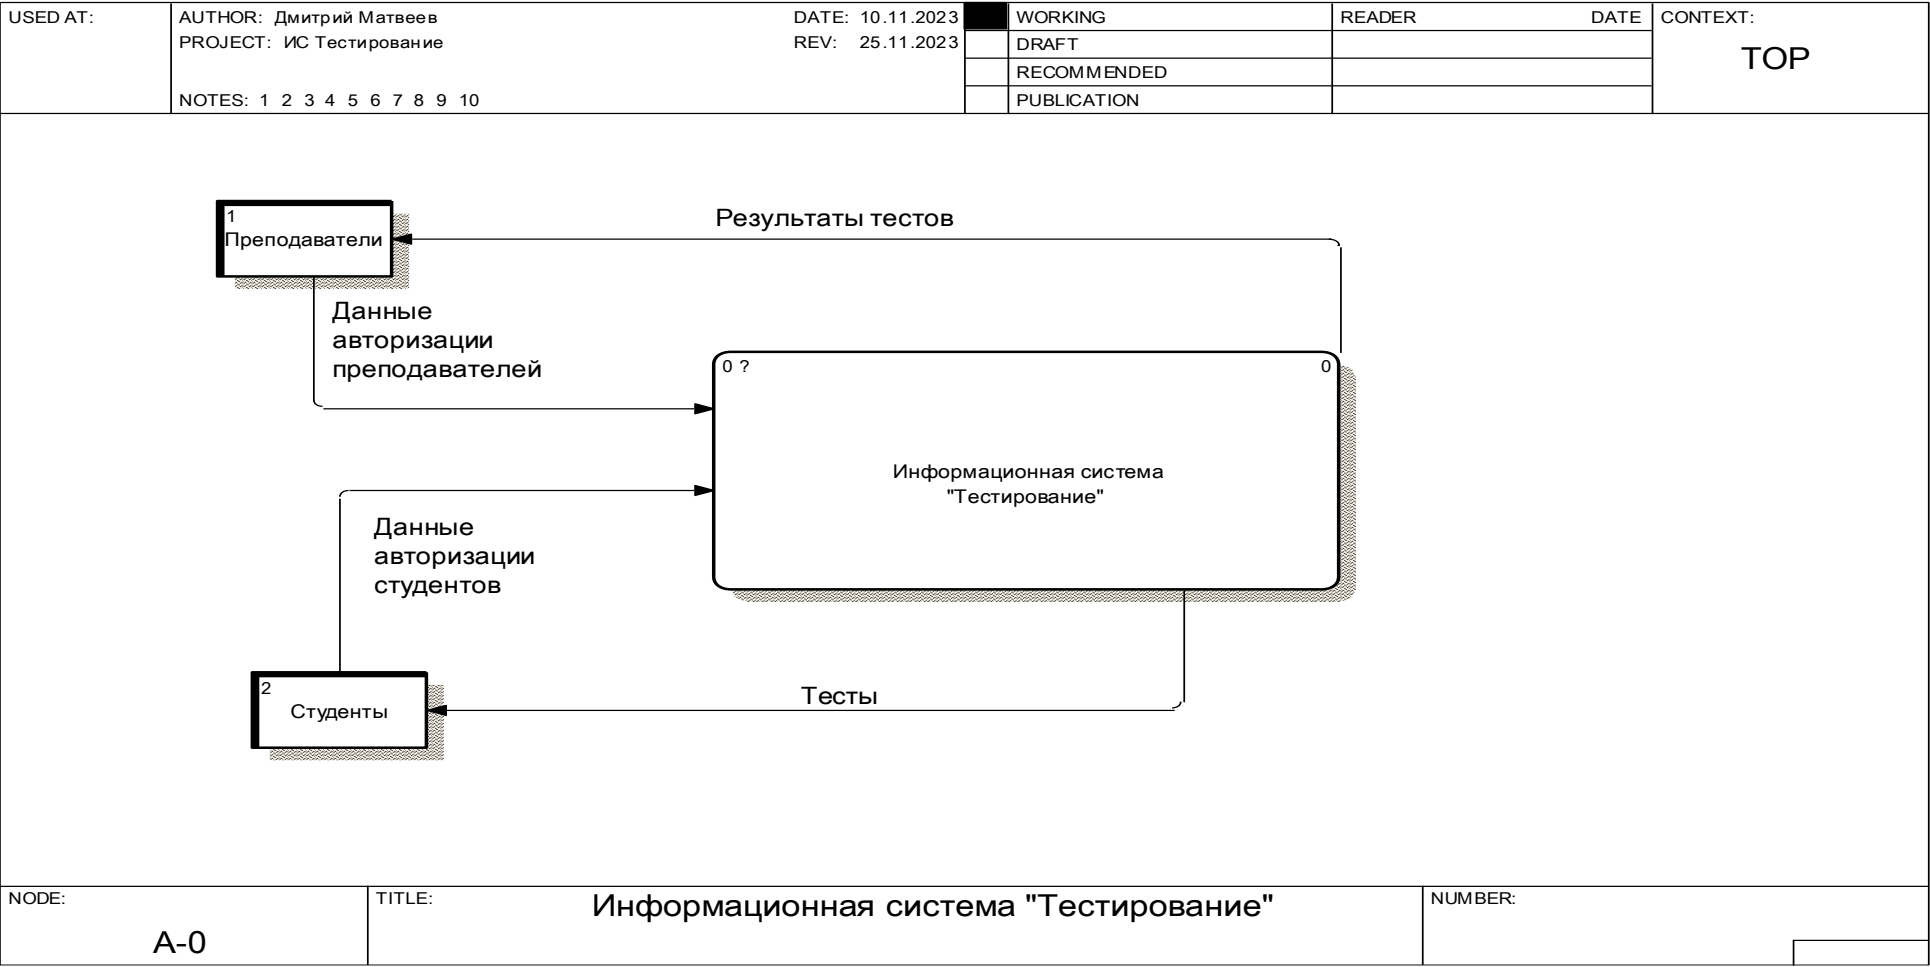 USED AT:
AUTHOR: Дмитрий Матвеев
DATE: 10.11.2023
PROJECT: ИС Тестирование
REV: 25.11.2023
NOTES: 1 2 3 4 5 6 7 8 9 10
WORKING
DRAFT
RECOMMENDED
PUBLICATION
READER DATE
CONTEXT:
TOP
1
Преподаватели
Результаты тестов
Данные
авторизации
преподавателей
0 ? 0
Информационная система
"Тестирование"
Данные
авторизации
студентов
2
Студенты
Тесты
NODE:
A-0
TITLE:
Информационная система "Тестирование"
NUMBER: